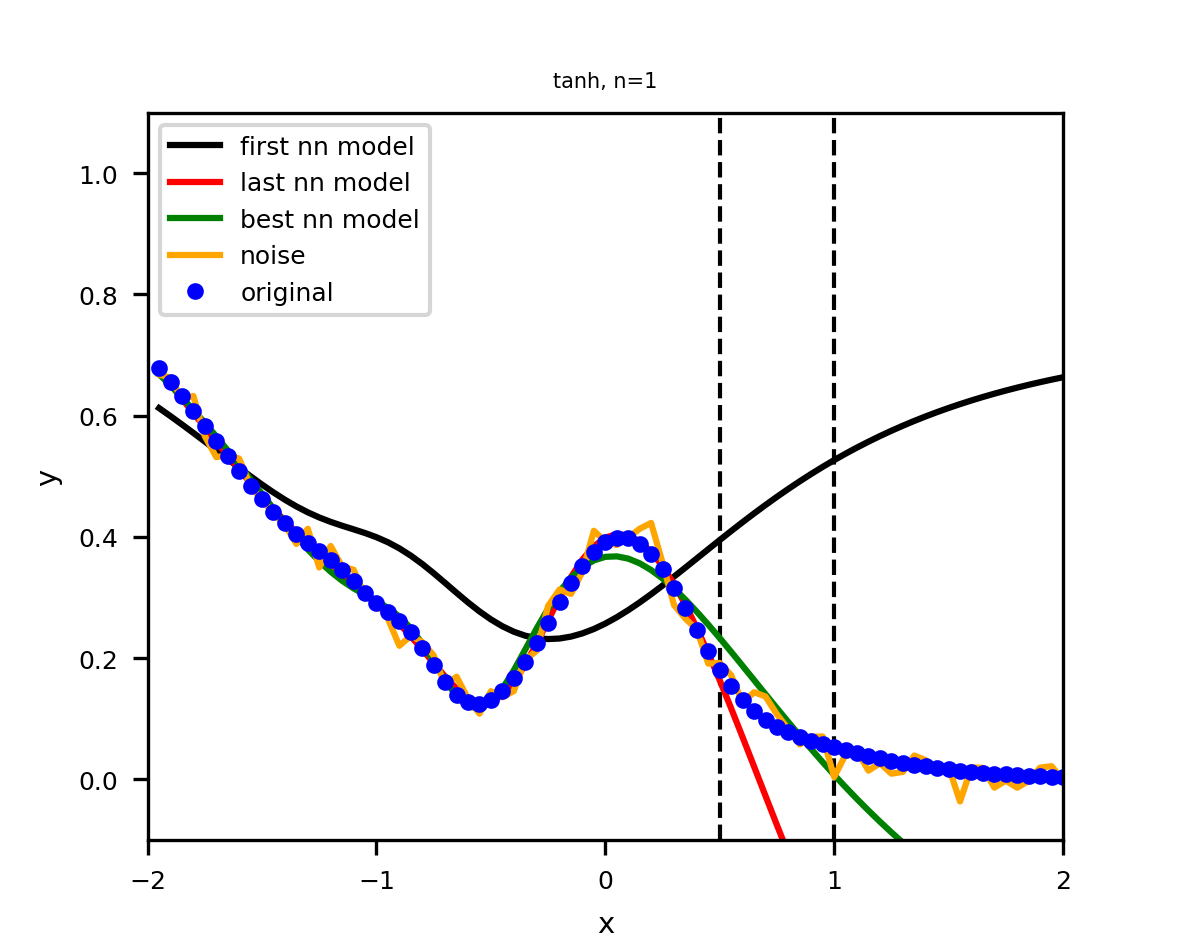 tanh, n=1
first nn model
last nn model
best nn model
noise
original
1.0
0.8
0.6
0.4
0.2
0.0
y
−2
−1
0
1
2
x